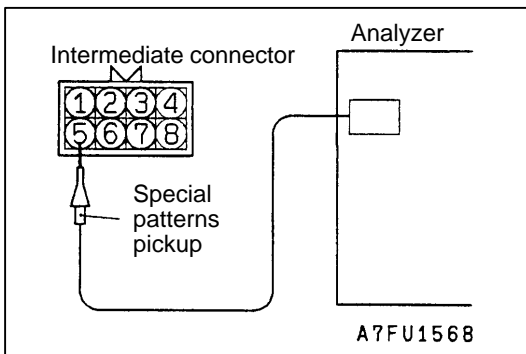 Analyzer
Intermediate connector
1 2 3 4
5 6 7 8
Special
patterns
pickup
A7FU1568